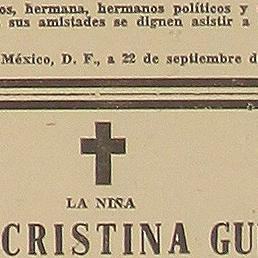 os, hermana, hermanos políticos y
sus amistades se dignen asistir a
México, D. F., a 22 de septiembre d
LA NIÑA
CRISTINA GU